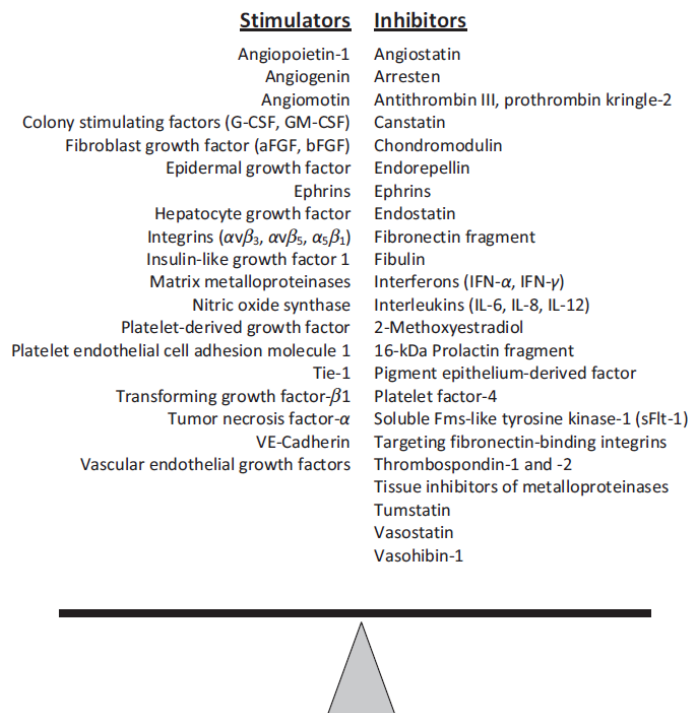 Stimulators Inhibitors
Angiopoietin-1 Angiostatin
Angiogenin Arresten
Angiomotin Antithrombin III, prothrombin kringle-2
Colony stimulating factors (G-CSF, GM-CSF) Canstatin
Fibroblast growth factor (aFGF, bFGF) Chondromodulin
Epidermal growth factor Endorepellin
Ephrins Ephrins
Hepatocyte growth factor Endostatin
Integrins (αvβ₃, αvβ₅, α₅β₁) Fibronectin fragment
Insulin-like growth factor 1 Fibulin
Matrix metalloproteinases Interferons (IFN-α, IFN-γ)
Nitric oxide synthase Interleukins (IL-6, IL-8, IL-12)
Platelet-derived growth factor 2-Methoxyestradiol
Platelet endothelial cell adhesion molecule 1 16-kDa Prolactin fragment
Tie-1 Pigment epithelium-derived factor
Transforming growth factor-β1 Platelet factor-4
Tumor necrosis factor-α Soluble Fms-like tyrosine kinase-1 (sFlt-1)
VE-Cadherin Targeting fibronectin-binding integrins
Vascular endothelial growth factors Thrombospondin-1 and -2
Tissue inhibitors of metalloproteinases
Tumstatin
Vasostatin
Vasohibin-1